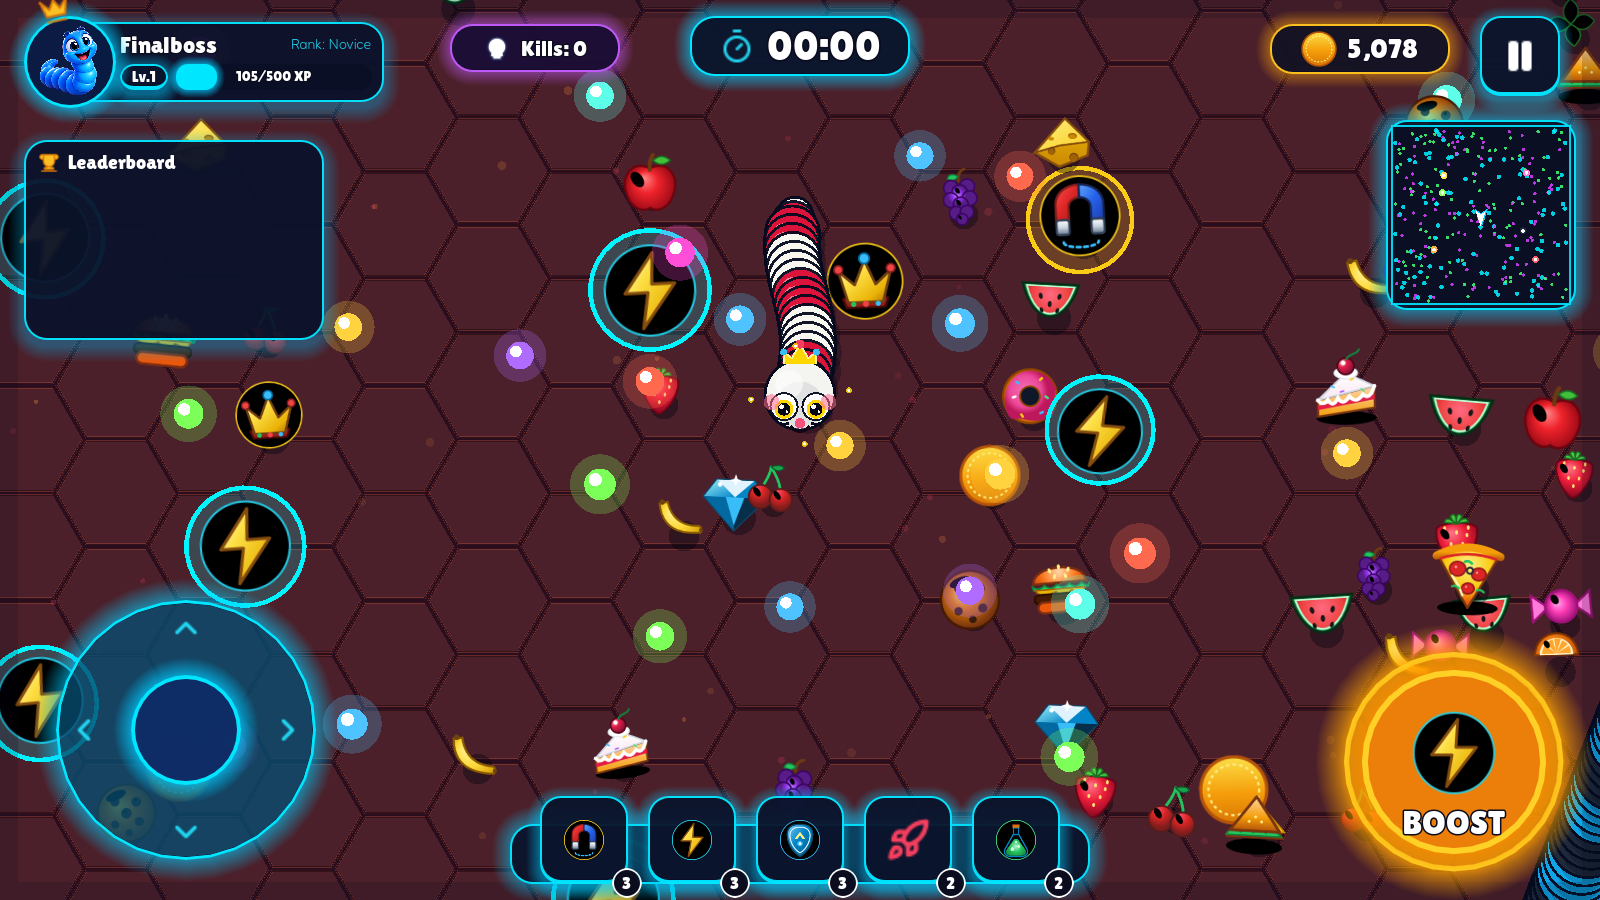 Finalboss
Rank: Novice
Lv.1
105/500 XP
Kills: 0
00:00
5,078
Leaderboard
BOOST
3
3
3
2
2